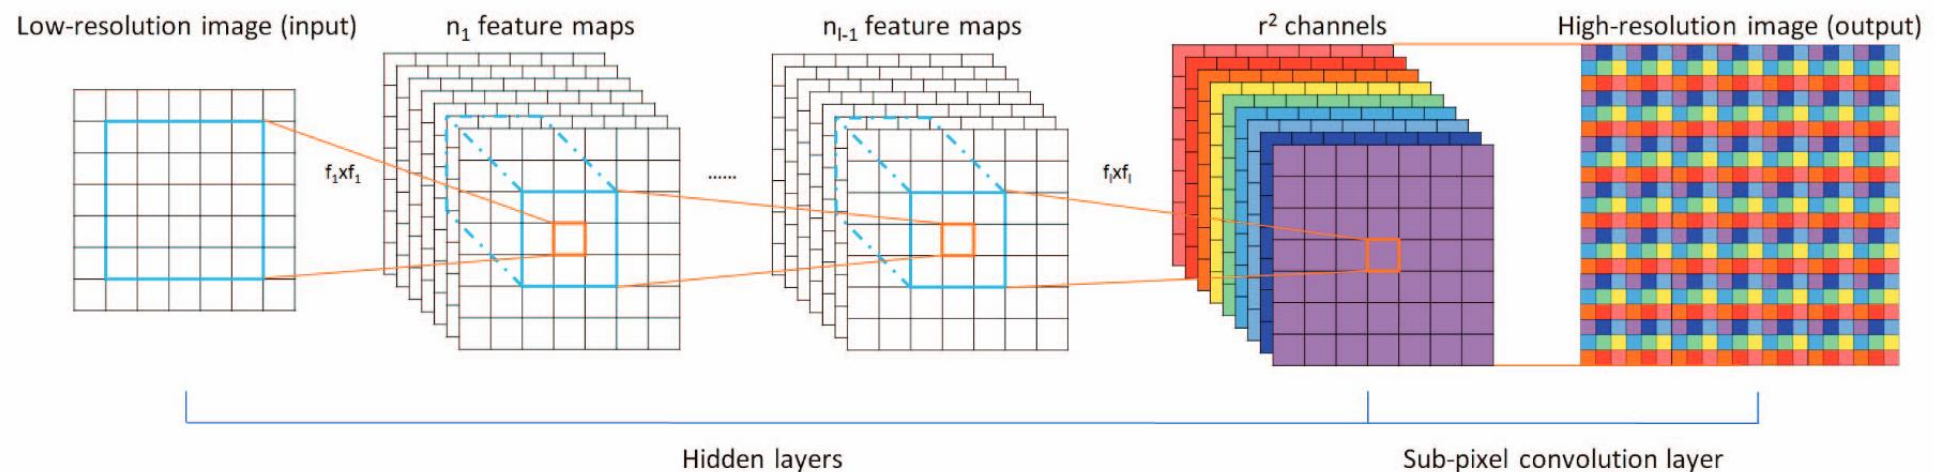 Low-resolution image (input)
n₁ feature maps
nₗ₋₁ feature maps
r² channels
High-resolution image (output)
f₁xf₁
......
fₗxfₗ
Hidden layers
Sub-pixel convolution layer